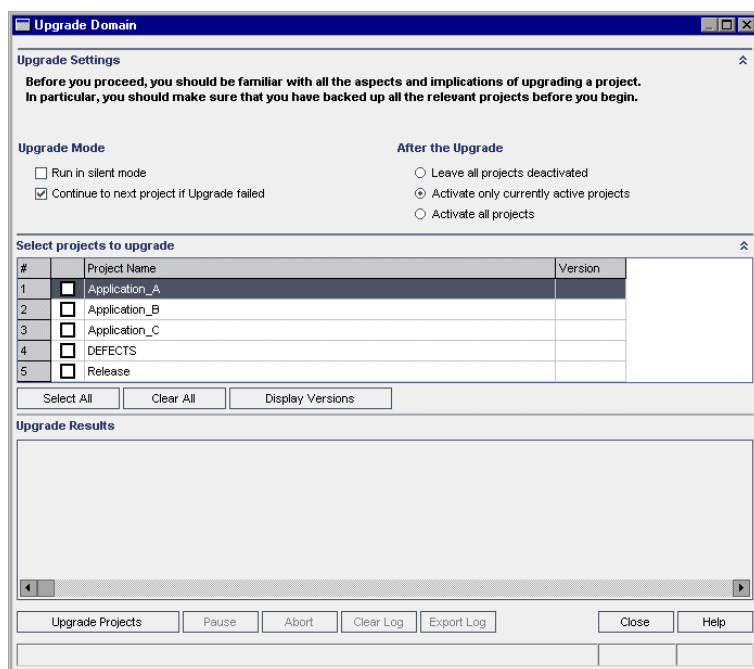 Upgrade Domain
Upgrade Settings
Before you proceed, you should be familiar with all the aspects and implications of upgrading a project.
In particular, you should make sure that you have backed up all the relevant projects before you begin.
Upgrade Mode
After the Upgrade
Run in silent mode
Leave all projects deactivated
Continue to next project if Upgrade failed
Activate only currently active projects
Activate all projects
Select projects to upgrade
# Project Name Version
1 Application_A
2 Application_B
3 Application_C
4 DEFECTS
5 Release
Select All Clear All Display Versions
Upgrade Results
Upgrade Projects Pause Abort Clear Log Export Log Close Help